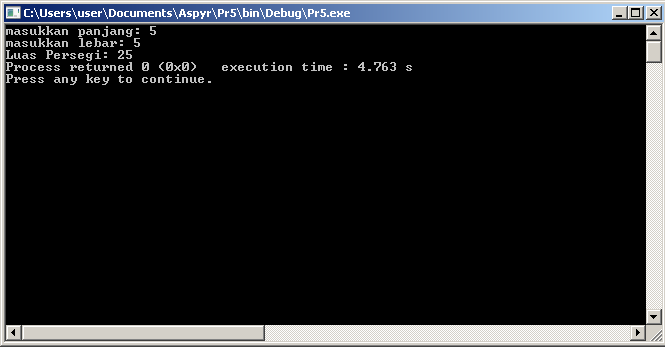 C:\Users\user\Documents\Aspyr\Pr5\bin\Debug\Pr5.exe
masukkan panjang: 5
masukkan lebar: 5
Luas Persegi: 25
Process returned 0 (0x0)   execution time : 4.763 s
Press any key to continue.